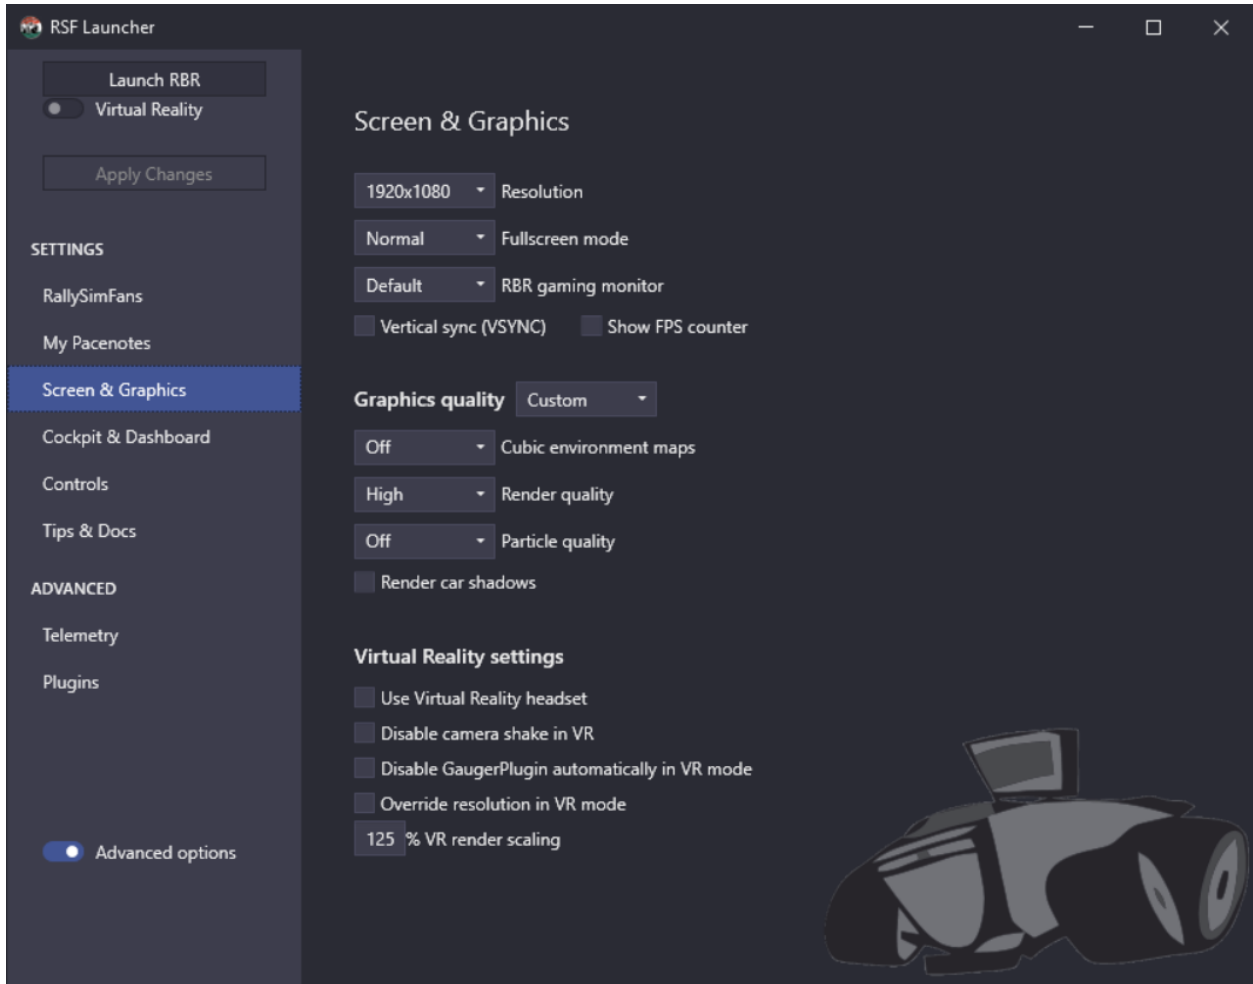 RSF Launcher
Launch RBR
Virtual Reality
Apply Changes
SETTINGS
RallySimFans
My Pacenotes
Screen & Graphics
Cockpit & Dashboard
Controls
Tips & Docs
ADVANCED
Telemetry
Plugins
Advanced options
Screen & Graphics
1920x1080 Resolution
Normal Fullscreen mode
Default RBR gaming monitor
Vertical sync (VSYNC) Show FPS counter
Graphics quality Custom
Off Cubic environment maps
High Render quality
Off Particle quality
Render car shadows
Virtual Reality settings
Use Virtual Reality headset
Disable camera shake in VR
Disable GaugerPlugin automatically in VR mode
Override resolution in VR mode
125 % VR render scaling